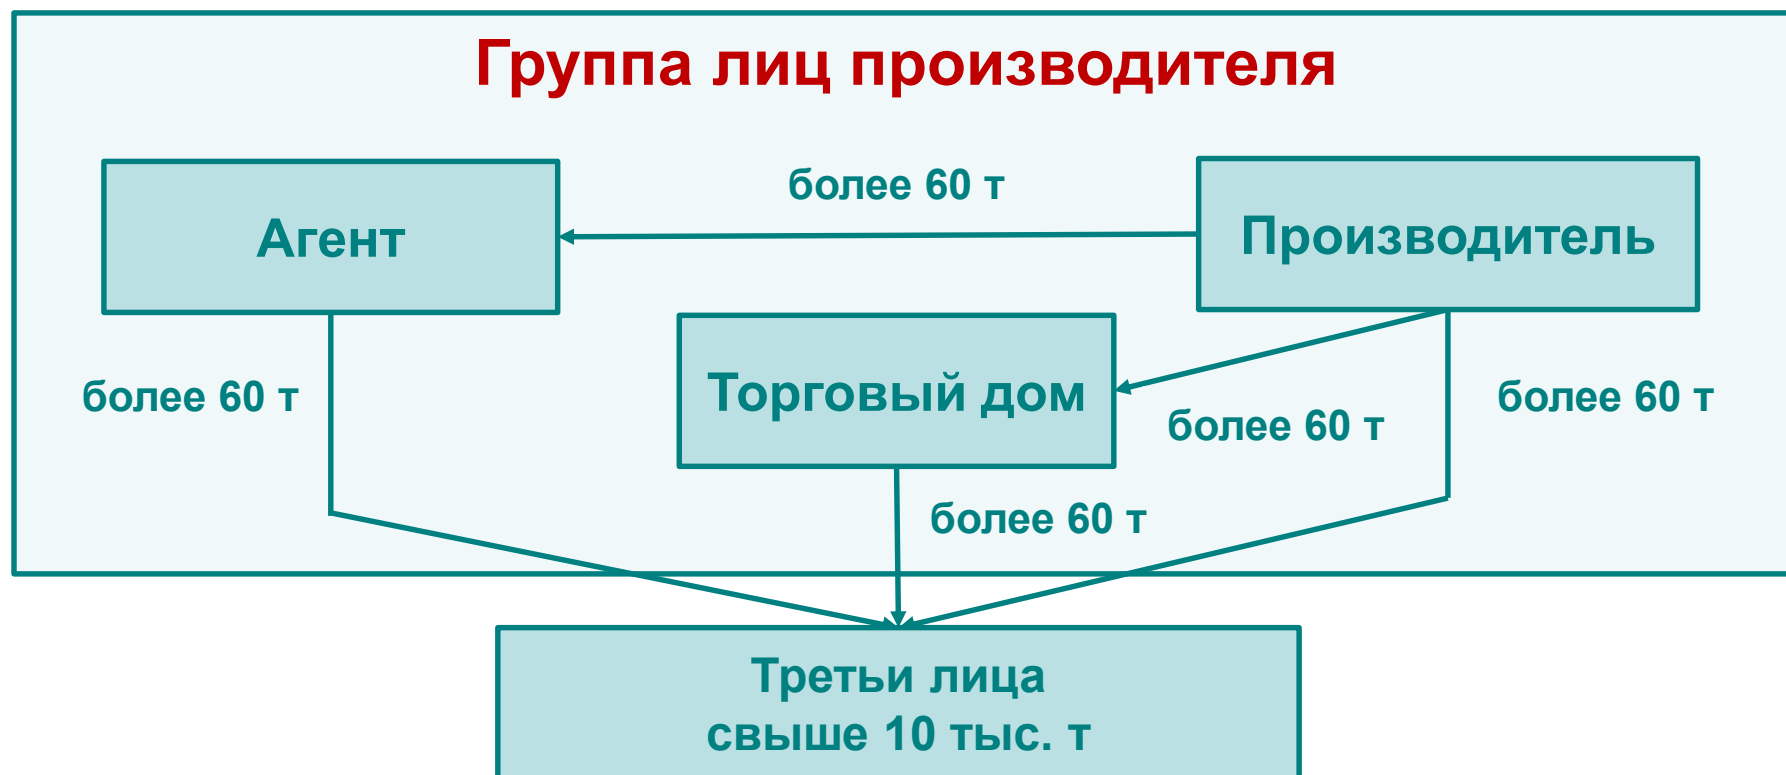 Группа лиц производителя
более 60 т
Агент
Производитель
Торговый дом
более 60 т
более 60 т
более 60 т
более 60 т
Третьи лица
свыше 10 тыс. т